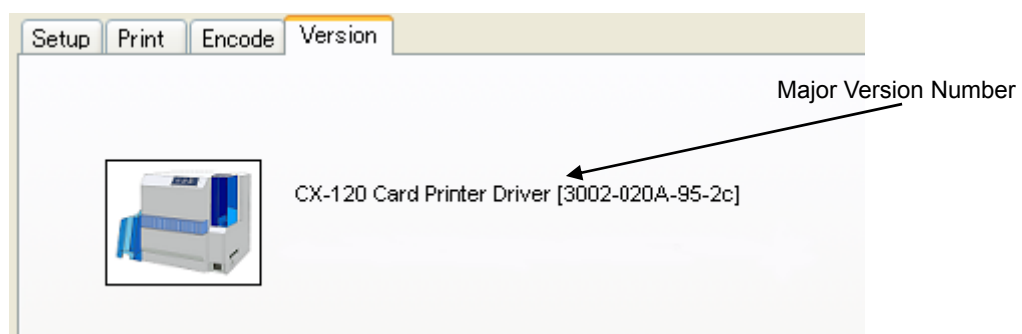 Setup Print Encode Version
Major Version Number
CX-120 Card Printer Driver [3002-020A-95-2c]